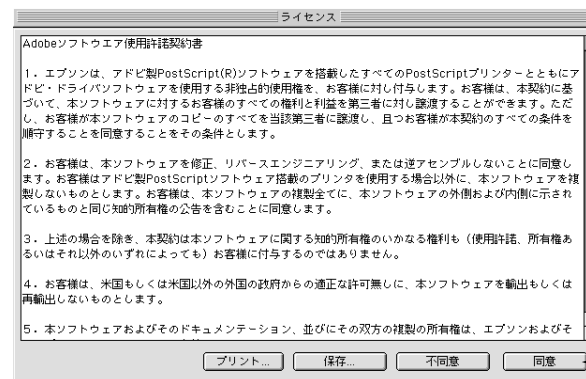 ライセンス
Adobeソフトウエア使用許諾契約書
1．エプソンは、アドビ製PostScript(R)ソフトウェアを搭載したすべてのPostScriptプリンターとともにア
ドビ・ドライバソフトウェアを使用する非独占的使用権を、お客様に対し付与します。お客様は、本契約に基
づいて、本ソフトウェアに対するお客様のすべての権利と利益を第三者に対し譲渡することができます。ただ
し、お客様が本ソフトウェアのコピーのすべてを当該第三者に譲渡し、且つお客様が本契約のすべての条件を
順守することを同意することをその条件とします。
2．お客様は、本ソフトウェアを修正、リバースエンジニアリング、または逆アセンブルしないことに同意し
ます。お客様はアドビ製PostScriptソフトウェア搭載のプリンタを使用する場合以外に、本ソフトウェアを複
製しないものとします。お客様は、本ソフトウェアの複製全てに、本ソフトウェアの外側および内側に示され
ているものと同じ知的所有権の公告を含むことに同意します。
3．上述の場合を除き、本契約は本ソフトウェアに関する知的所有権のいかなる権利も（使用許諾、所有権あ
るいはそれ以外のいずれによっても）お客様に付与するのではありません。
4．お客様は、米国もしくは米国以外の外国の政府からの適正な許可無しに、本ソフトウェアを輸出もしくは
再輸出しないものとします。
5．本ソフトウェアおよびそのドキュメンテーション、並びにその双方の複製の所有権は、エプソンおよびそ
プリント... 保存... 不同意 同意